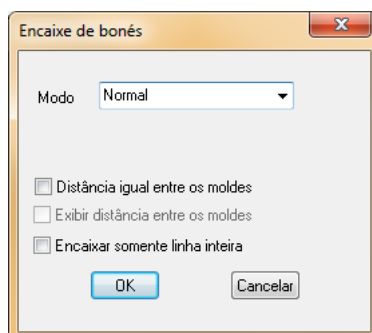 Encaixe de bonés
Modo Normal
Distância igual entre os moldes
Exibir distância entre os moldes
Encaixar somente linha inteira
OK Cancelar